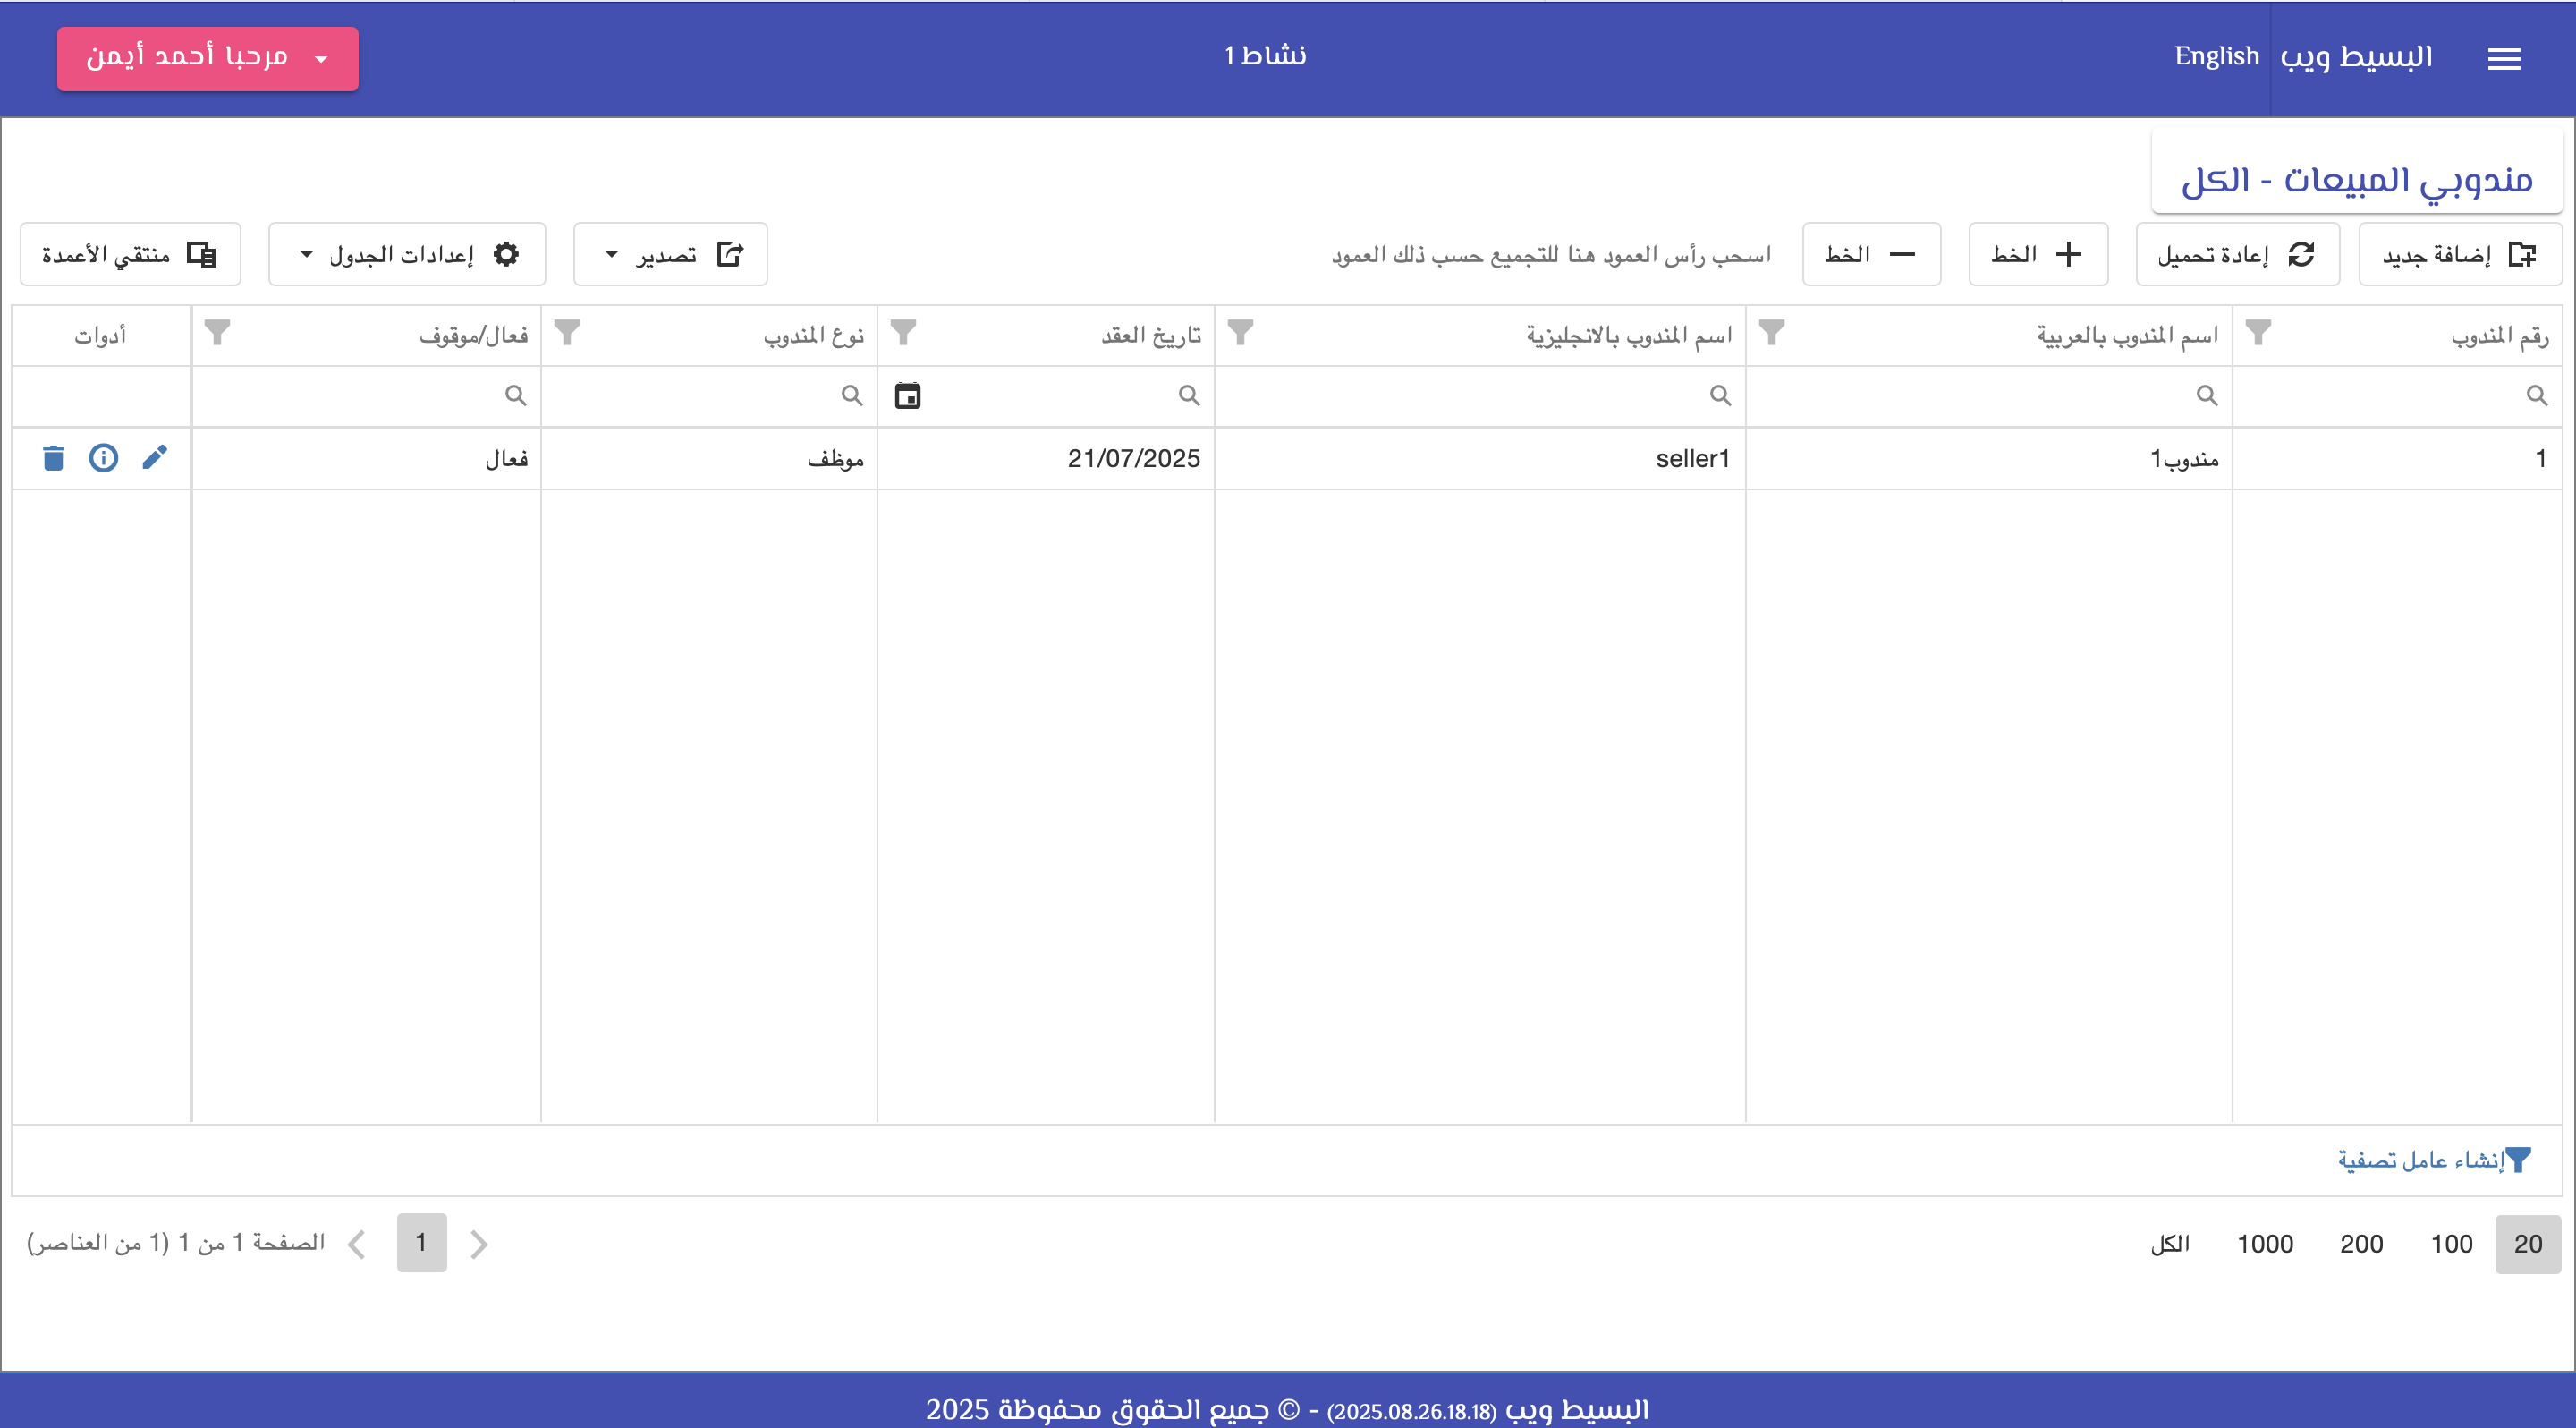 البسيط ويب English نشاط 1 مرحبا أحمد أيمن
مندوبي المبيعات - الكل
إضافة جديد إعادة تحميل الخط الخط اسحب رأس العمود هنا للتجميع حسب ذلك العمود تصدير إعدادات الجدول منتقي الأعمدة
رقم المندوب اسم المندوب بالعربية اسم المندوب بالانجليزية تاريخ العقد نوع المندوب فعال/موقوف أدوات
1 مندوب1 seller1 21/07/2025 موظف فعال
إنشاء عامل تصفية
20 100 200 1000 الكل 1 الصفحة 1 من 1 (1 من العناصر)
البسيط ويب (2025.08.26.18.18) - © جميع الحقوق محفوظة 2025